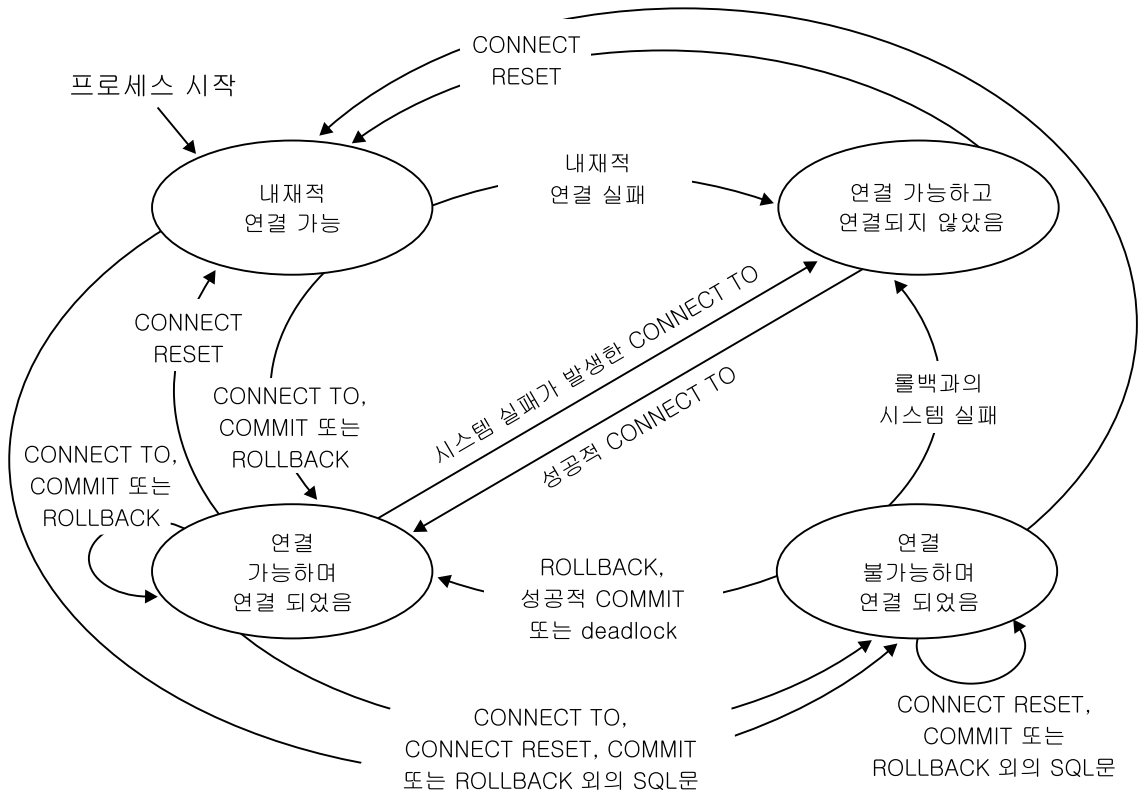 CONNECT
RESET
프로세스 시작
내재적
연결 가능
내재적
연결 실패
연결 가능하고
연결되지 않았음
CONNECT
RESET
시스템 실패가 발생한 CONNECT TO
성공적 CONNECT TO
롤백과의
시스템 실패
CONNECT TO,
COMMIT 또는
ROLLBACK
CONNECT TO,
COMMIT 또는
ROLLBACK
연결
가능하며
연결 되었음
ROLLBACK,
성공적 COMMIT
또는 deadlock
연결
불가능하며
연결 되었음
CONNECT TO,
CONNECT RESET, COMMIT
또는 ROLLBACK 외의 SQL문
CONNECT RESET,
COMMIT 또는
ROLLBACK 외의 SQL문